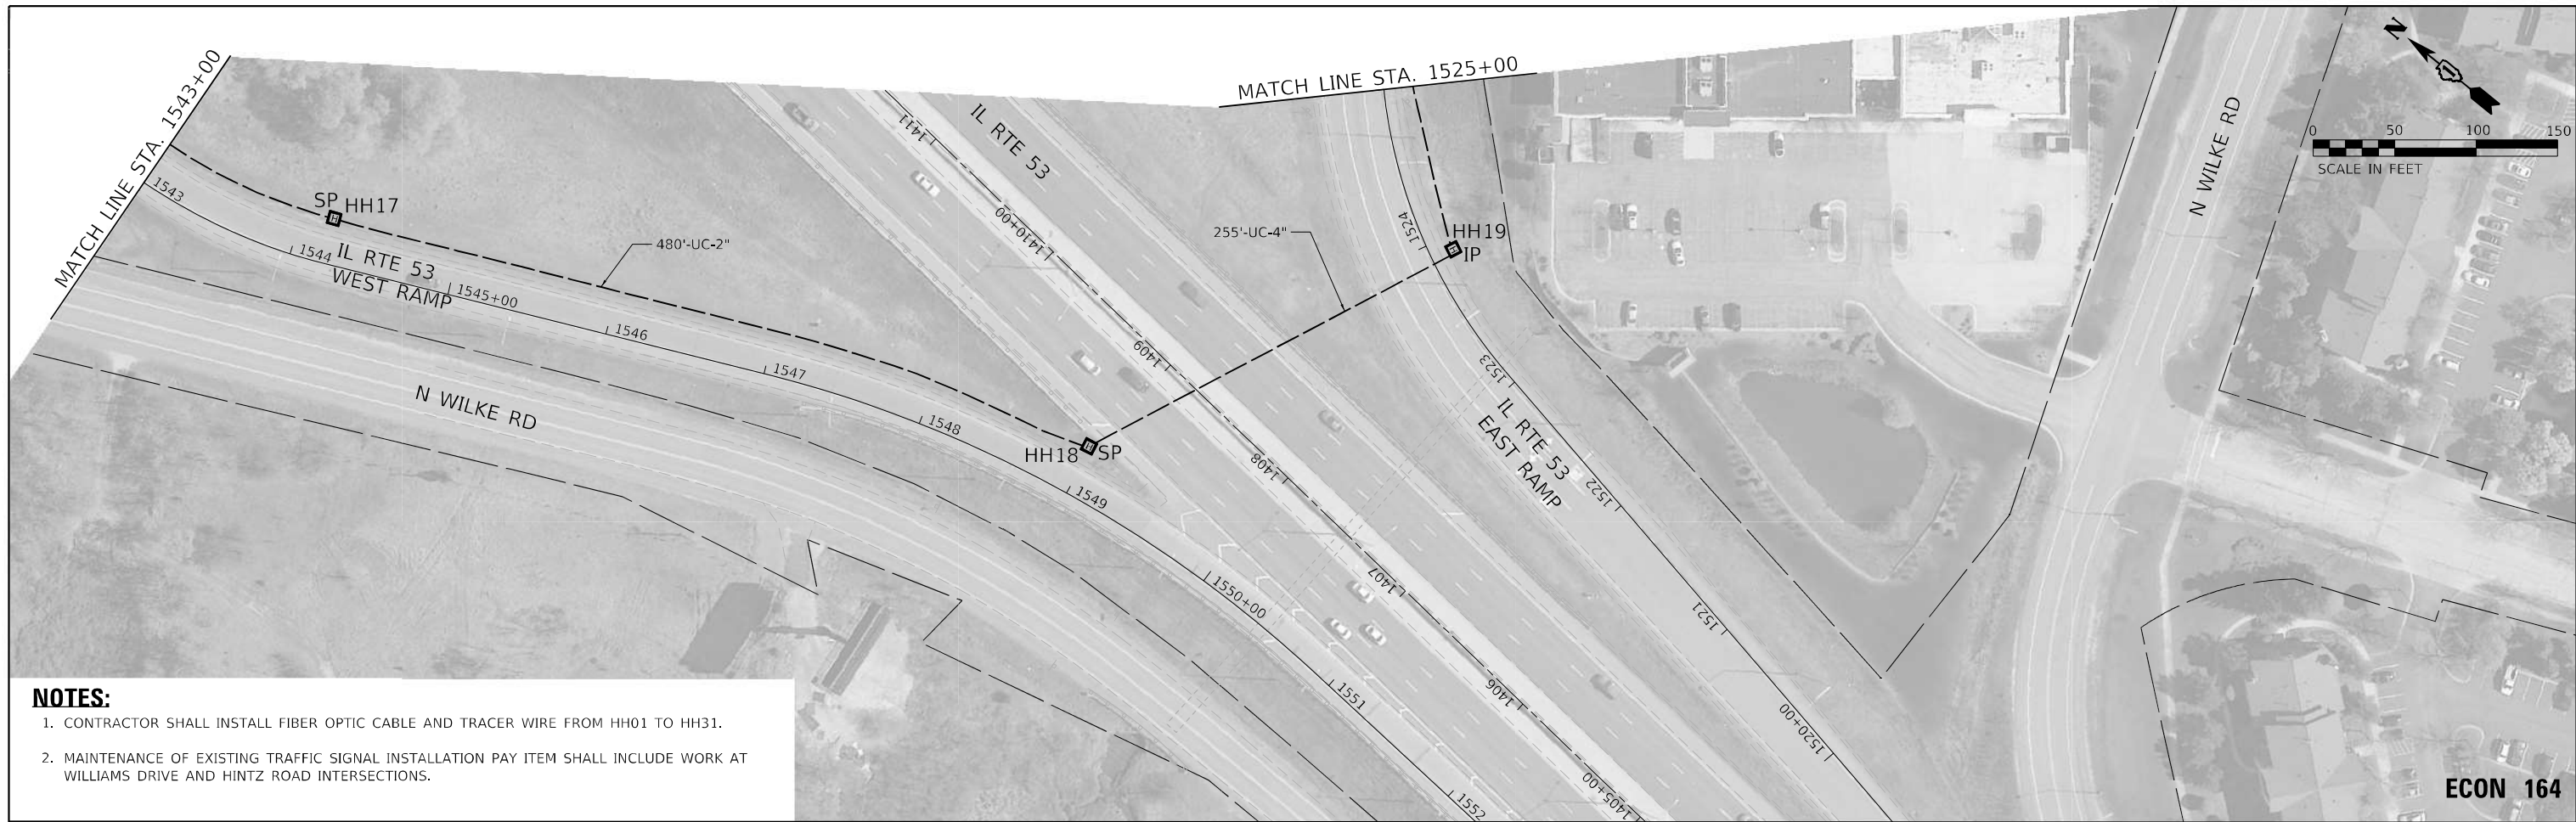 MATCH LINE STA. 1543+00
MATCH LINE STA. 1525+00
N
1
0 50 100 150
SCALE IN FEET
N WILKE RD
IL RTE 53
1411
1410+00
1409
1408
1407
1406
1405+00
SP HH17
H
480'-UC-2"
255'-UC-4"
HH19
H
IP
1543
1544
IL RTE 53
WEST RAMP
1545+00
1546
1547
1548
1549
1550+00
1551
1552
HH18 H SP
N WILKE RD
1524
1523
IL RTE 53
EAST RAMP
1522
1521
1520+00
NOTES:
1. CONTRACTOR SHALL INSTALL FIBER OPTIC CABLE AND TRACER WIRE FROM HH01 TO HH31.
2. MAINTENANCE OF EXISTING TRAFFIC SIGNAL INSTALLATION PAY ITEM SHALL INCLUDE WORK AT
WILLIAMS DRIVE AND HINTZ ROAD INTERSECTIONS.
ECON 164